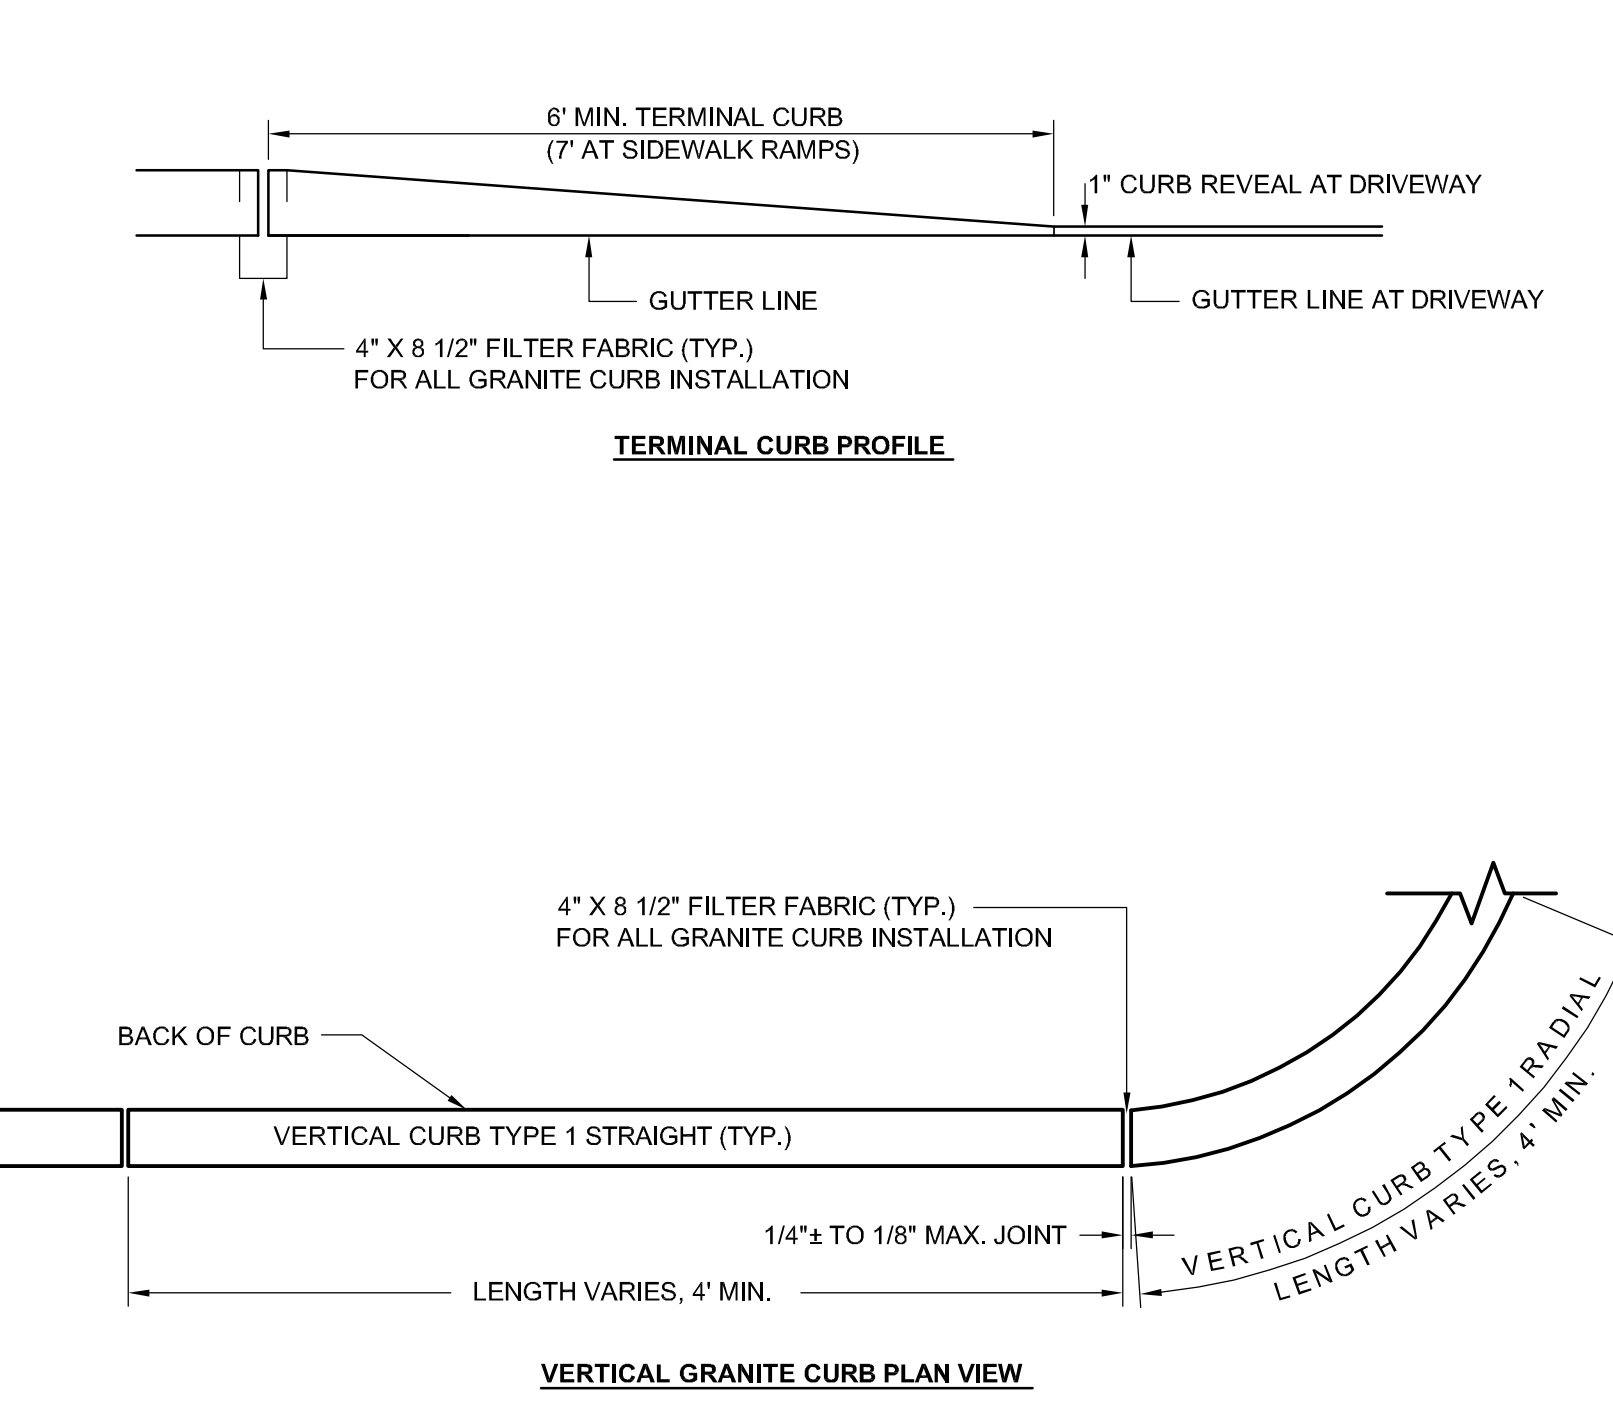 6' MIN. TERMINAL CURB
(7' AT SIDEWALK RAMPS)
1" CURB REVEAL AT DRIVEWAY
GUTTER LINE
GUTTER LINE AT DRIVEWAY
4" X 8 1/2" FILTER FABRIC (TYP.)
FOR ALL GRANITE CURB INSTALLATION
TERMINAL CURB PROFILE
4" X 8 1/2" FILTER FABRIC (TYP.)
FOR ALL GRANITE CURB INSTALLATION
BACK OF CURB
VERTICAL CURB TYPE 1 STRAIGHT (TYP.)
VERTICAL CURB TYPE 1 RADIAL
LENGTH VARIES, 4' MIN.
1/4"± TO 1/8" MAX. JOINT
LENGTH VARIES, 4' MIN.
VERTICAL GRANITE CURB PLAN VIEW